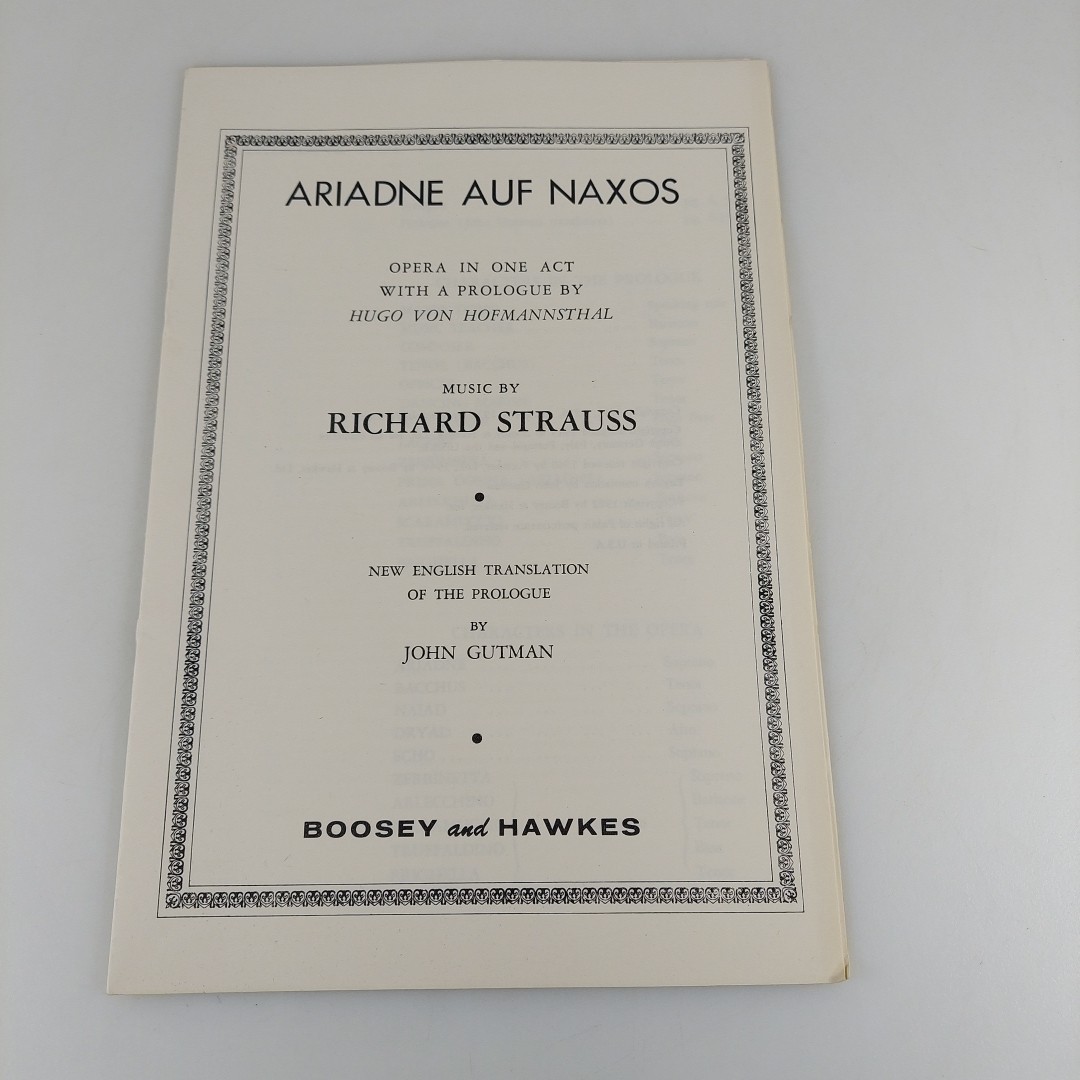 ARIADNE AUF NAXOS
OPERA IN ONE ACT
WITH A PROLOGUE BY
HUGO VON HOFMANNSTHAL
MUSIC BY
RICHARD STRAUSS
NEW ENGLISH TRANSLATION
OF THE PROLOGUE
BY
JOHN GUTMAN
BOOSEY and HAWKES